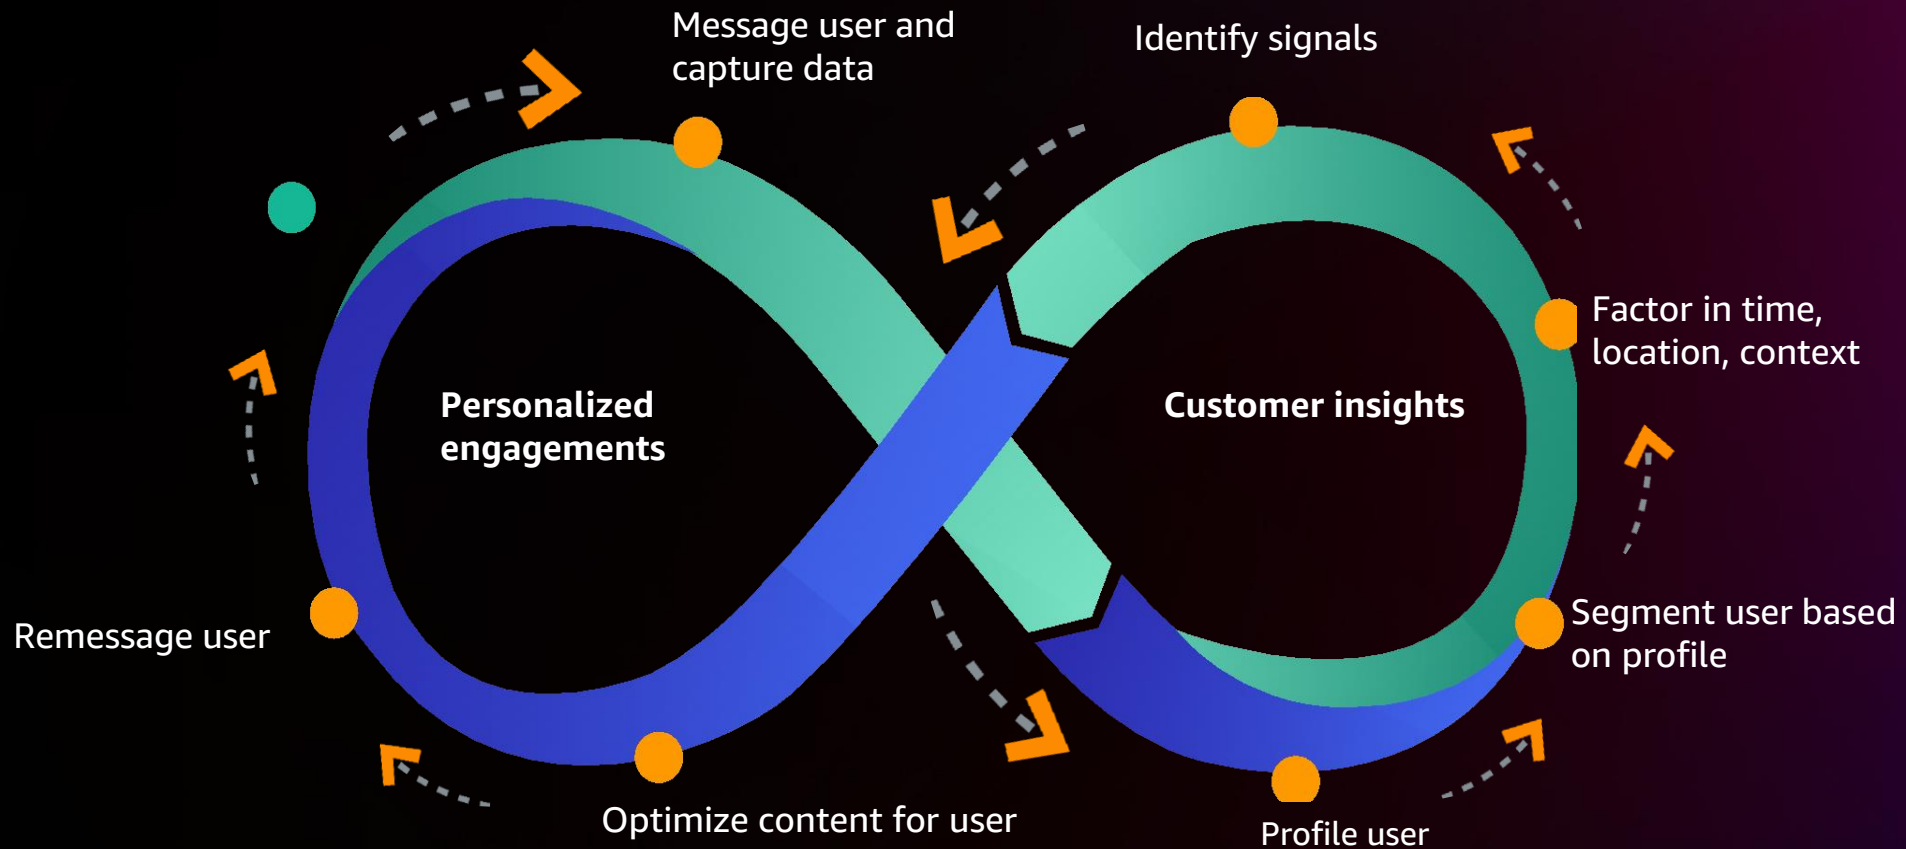 Message user and
capture data
Identify signals
Factor in time,
location, context
Personalized
engagements
Customer insights
Segment user based
on profile
Remessage user
Optimize content for user
Profile user